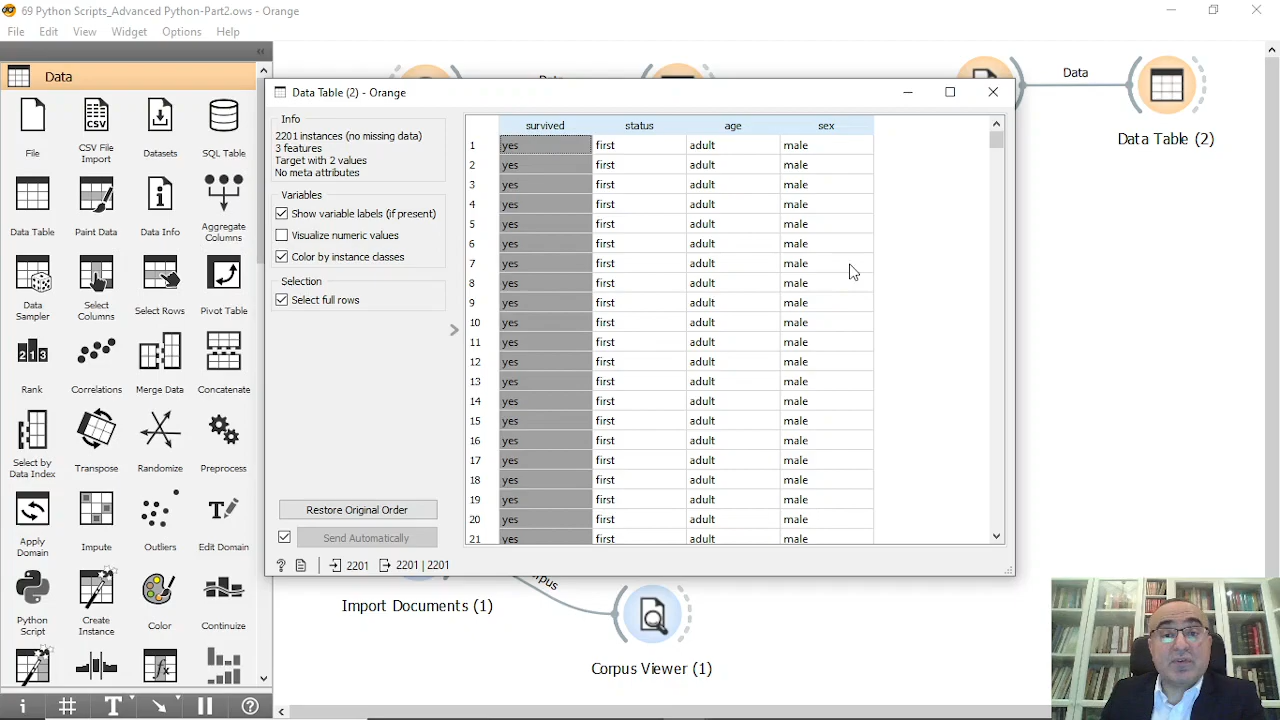 69 Python Scripts_Advanced Python-Part2.ows - Orange
File Edit View Widget Options Help
Data
File
CSV File Import
Datasets
SQL Table
Data Table
Paint Data
Data Info
Aggregate Columns
Data Sampler
Select Columns
Select Rows
Pivot Table
Rank
Correlations
Merge Data
Concatenate
Select by Data Index
Transpose
Randomize
Preprocess
Apply Domain
Impute
Outliers
Edit Domain
Python Script
Create Instance
Color
Continuize
Data
Data Table (2)
Data Table (2) - Orange
Info
2201 instances (no missing data)
3 features
Target with 2 values
No meta attributes
Variables
Show variable labels (if present)
Visualize numeric values
Color by instance classes
Selection
Select full rows
Restore Original Order
Send Automatically
2201 2201 | 2201
survived status age sex
1 yes first adult male
2 yes first adult male
3 yes first adult male
4 yes first adult male
5 yes first adult male
6 yes first adult male
7 yes first adult male
8 yes first adult male
9 yes first adult male
10 yes first adult male
11 yes first adult male
12 yes first adult male
13 yes first adult male
14 yes first adult male
15 yes first adult male
16 yes first adult male
17 yes first adult male
18 yes first adult male
19 yes first adult male
20 yes first adult male
21 yes first adult male
Import Documents (1)
Corpus Viewer (1)